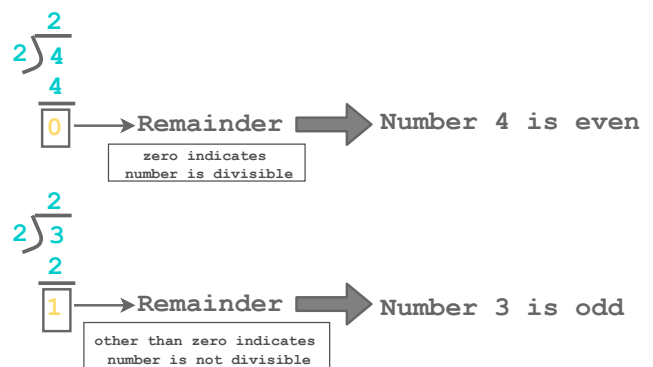 2
2 4
4
0 Remainder Number 4 is even
zero indicates
number is divisible
2
2 3
2
1 Remainder Number 3 is odd
other than zero indicates
number is not divisible